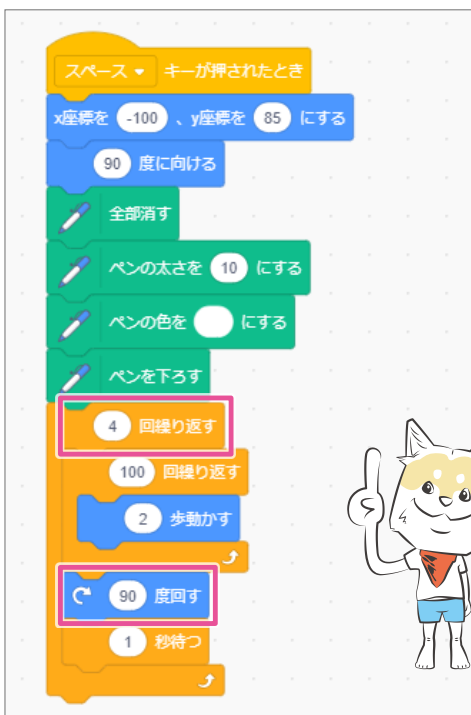 スペース キーが押されたとき
x座標を -100 、y座標を 85 にする
90 度に向ける
全部消す
ペンの太さを 10 にする
ペンの色を にする
ペンを下ろす
4 回繰り返す
100 回繰り返す
2 歩動かす
90 度回す
1 秒待つ